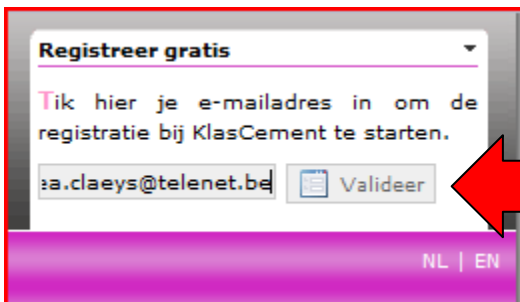 Registreer gratis
Tik hier je e-mailadres in om de
registratie bij KlasCement te starten.
ea.claeys@telenet.be Valideer
NL | EN